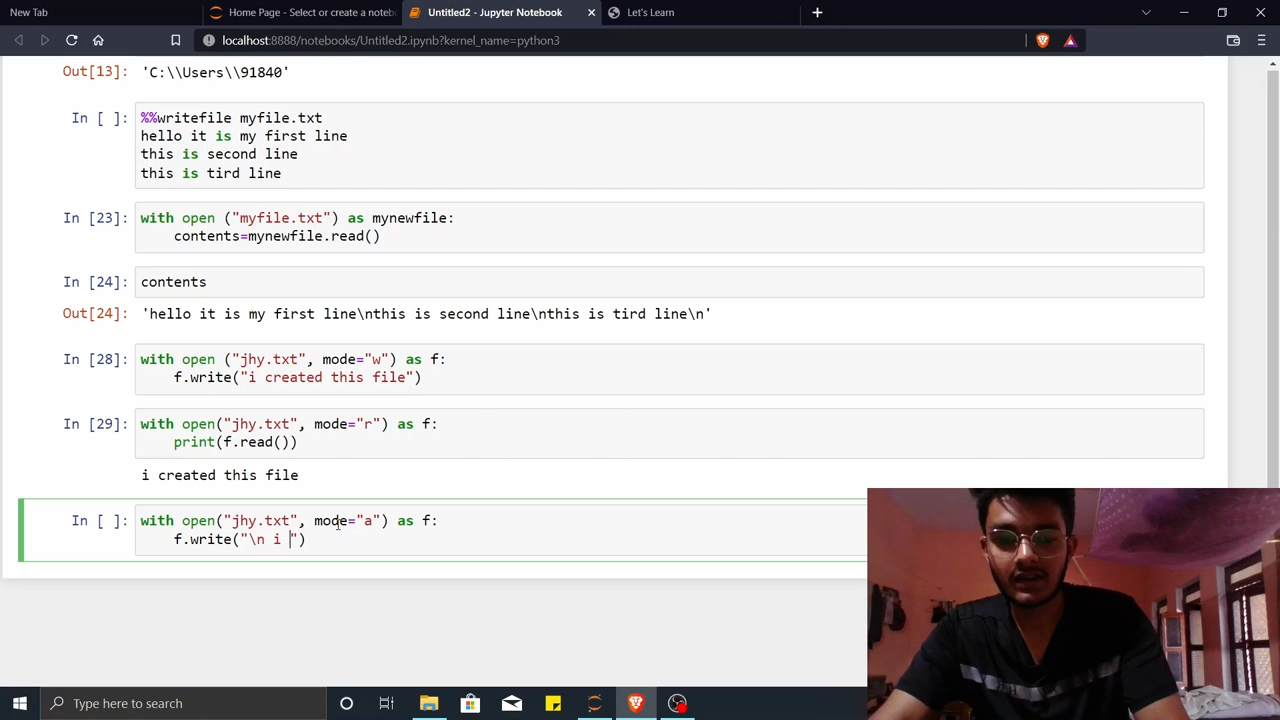 New Tab
Home Page - Select or create a noteb
Untitled2 - Jupyter Notebook
Let's Learn
localhost:8888/notebooks/Untitled2.ipynb?kernel_name=python3
Out[13]: 'C:\\Users\\91840'
In [ ]: %%writefile myfile.txt
hello it is my first line
this is second line
this is tird line
In [23]: with open ("myfile.txt") as mynewfile:
contents=mynewfile.read()
In [24]: contents
Out[24]: 'hello it is my first line\nthis is second line\nthis is tird line\n'
In [28]: with open ("jhy.txt", mode="w") as f:
f.write("i created this file")
In [29]: with open("jhy.txt", mode="r") as f:
print(f.read())
i created this file
In [ ]: with open("jhy.txt", mode="a") as f:
f.write("\n i ")
Type here to search